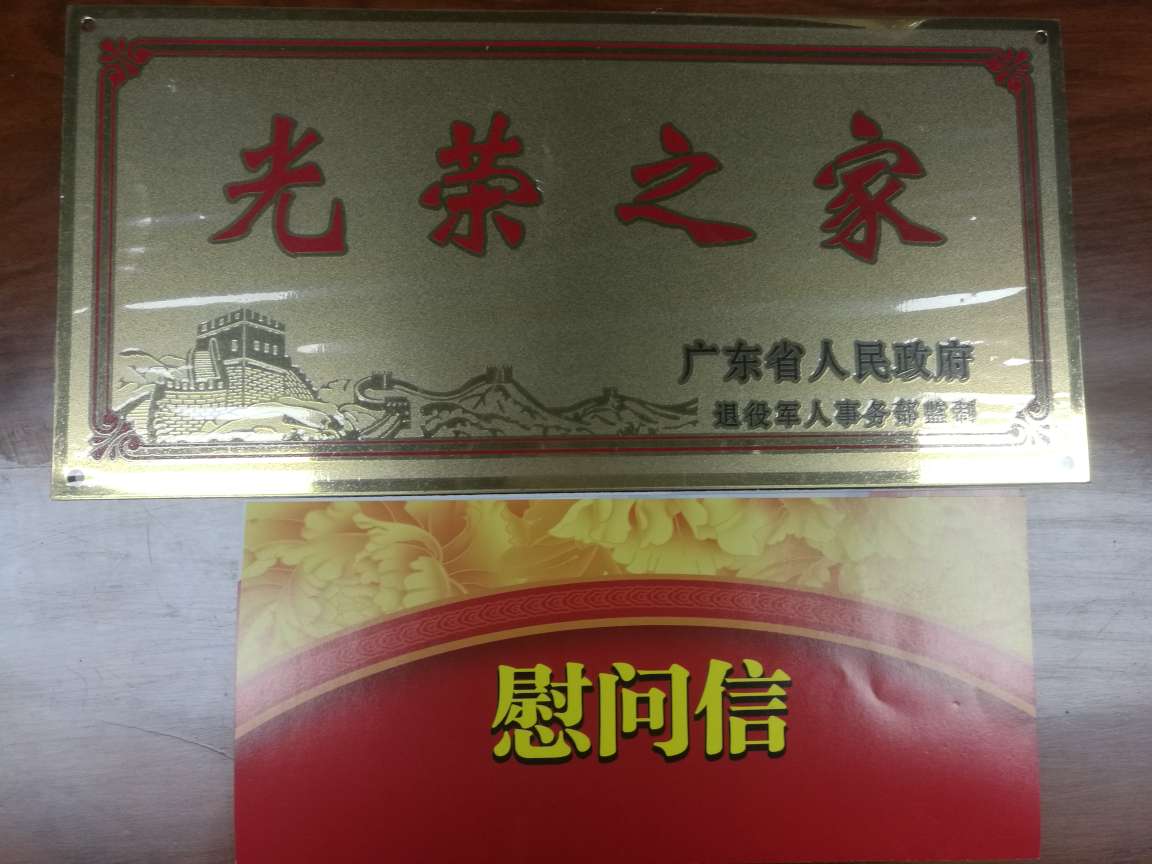 光荣之家
广东省人民政府
退役军人事务部监制
慰问信